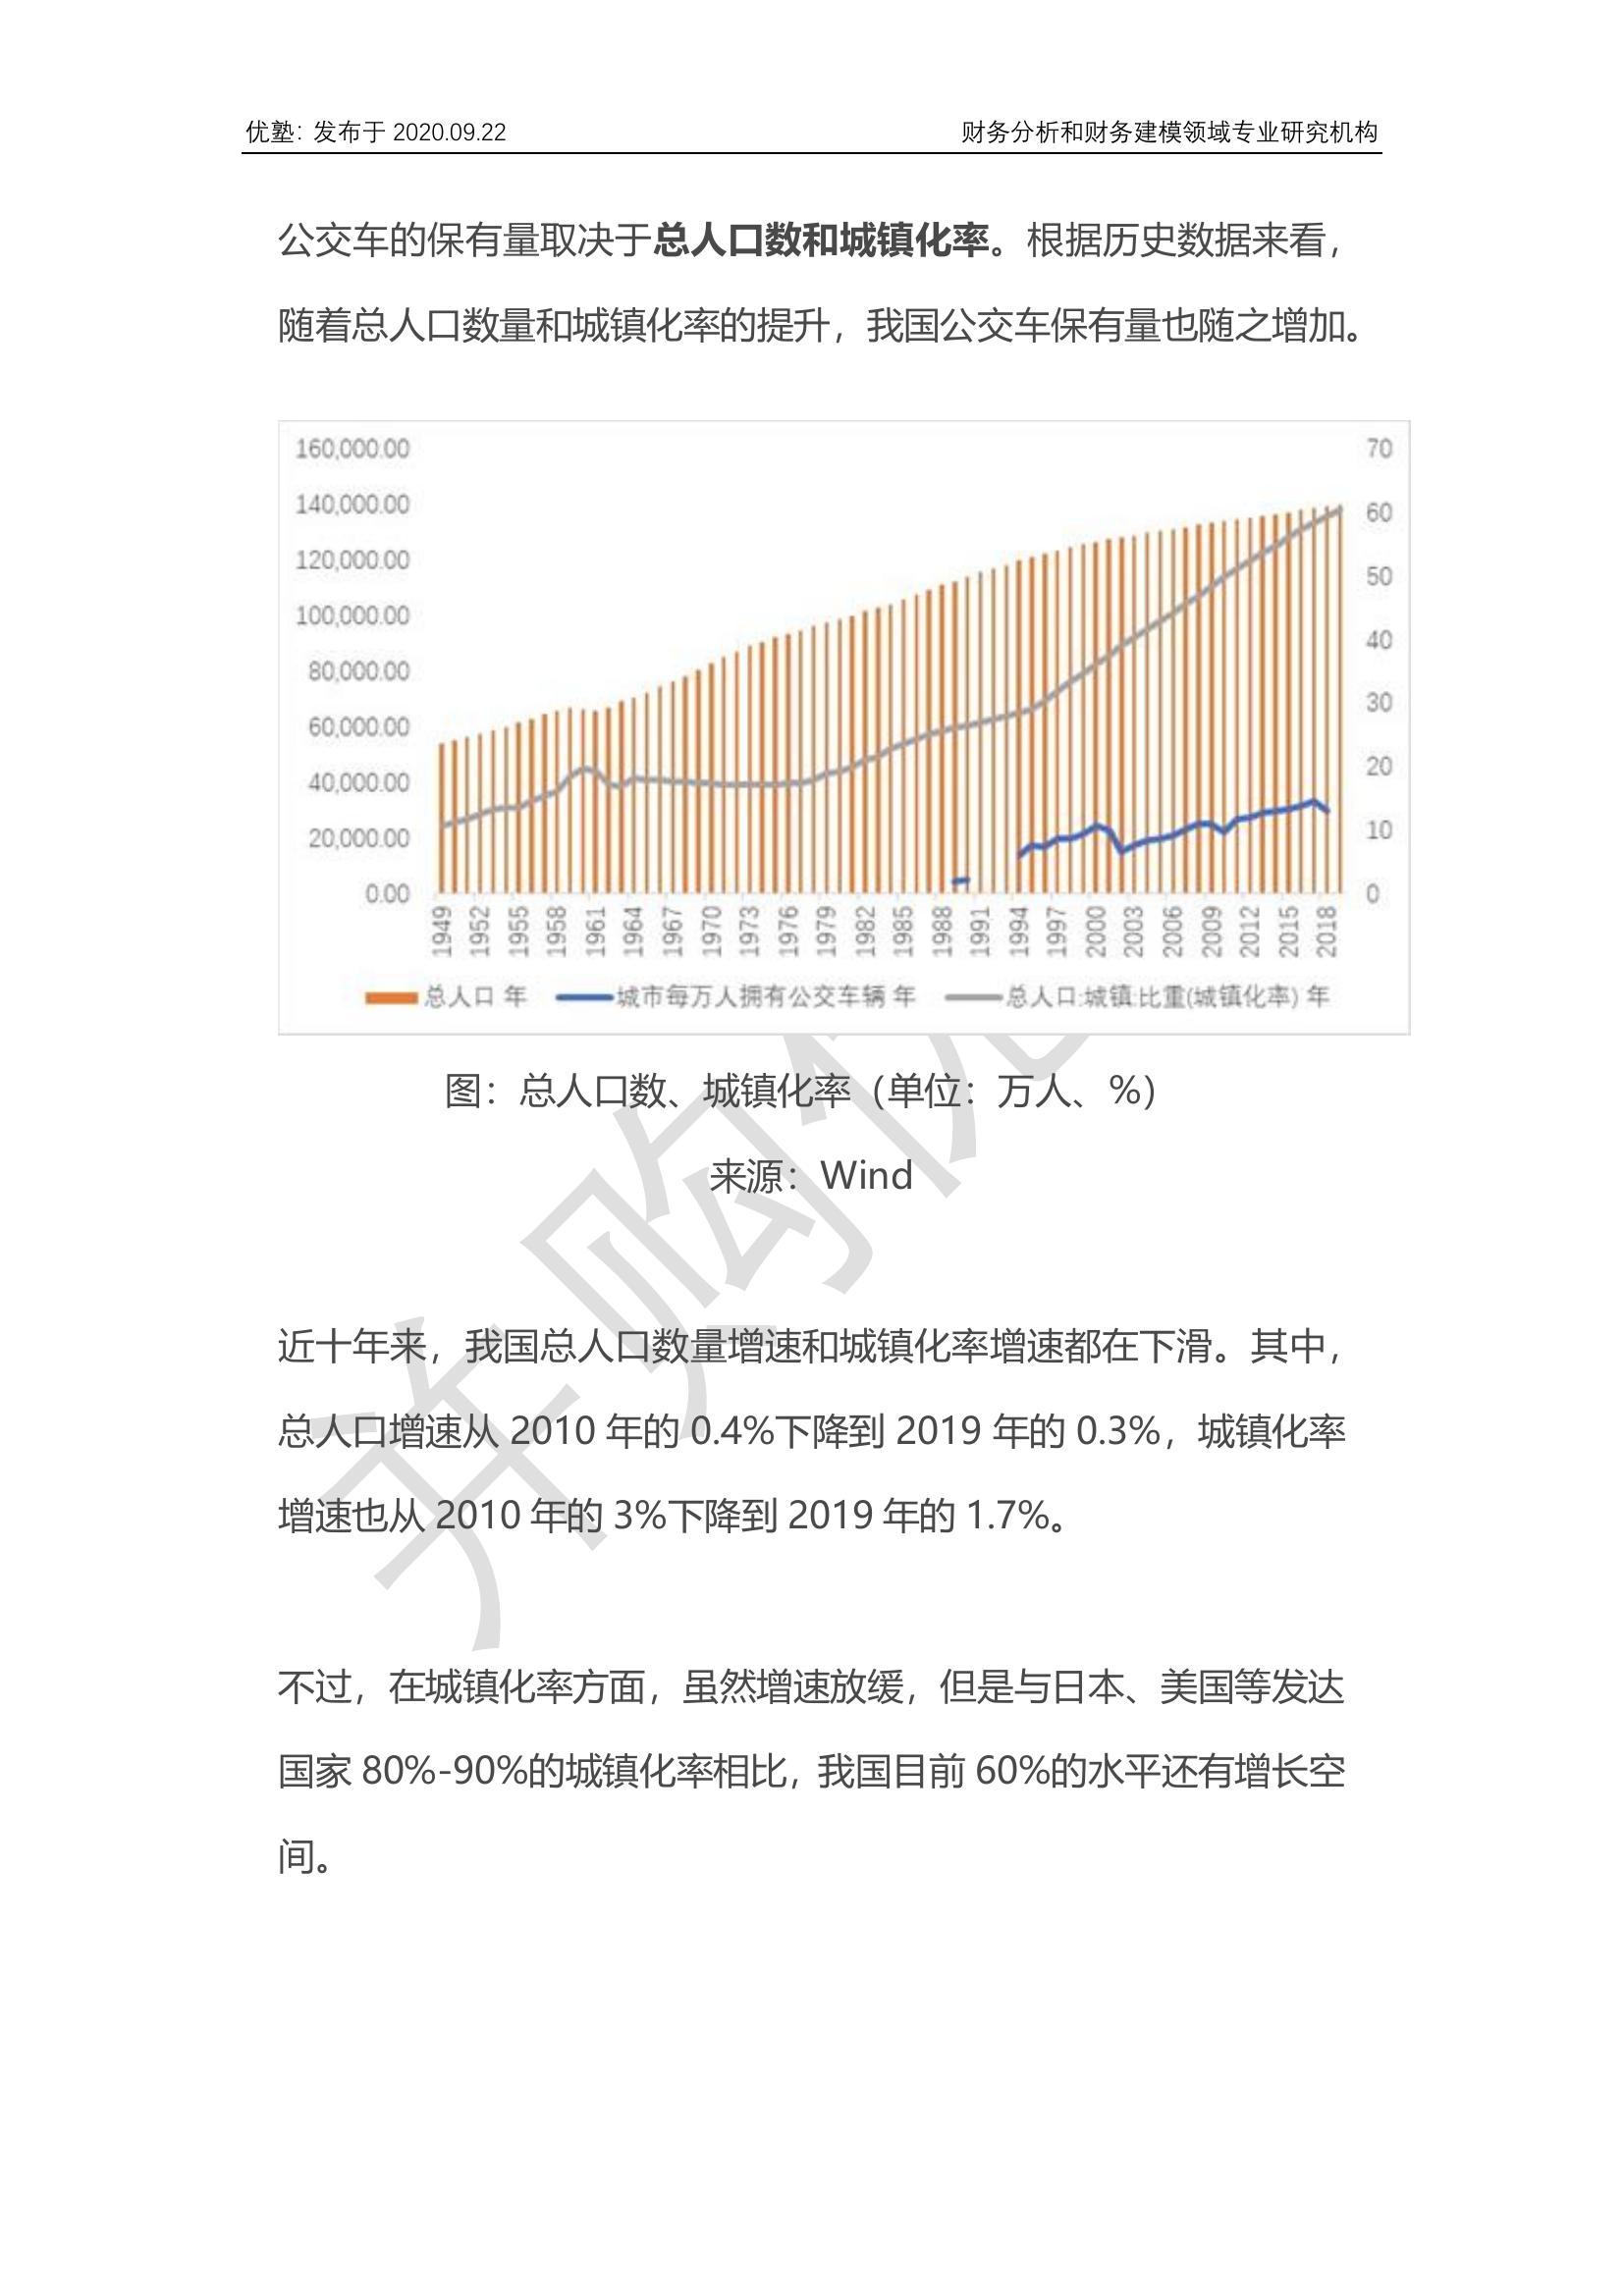 优塾：发布于 2020.09.22
财务分析和财务建模领域专业研究机构
公交车的保有量取决于总人口数和城镇化率。根据历史数据来看，
随着总人口数量和城镇化率的提升，我国公交车保有量也随之增加。
160,000.00
140,000.00
120,000.00
100,000.00
80,000.00
60,000.00
40,000.00
20,000.00
0.00
70
60
50
40
30
20
10
0
1949 1952 1955 1958 1961 1964 1967 1970 1973 1976 1979 1982 1985 1988 1991 1994 1997 2000 2003 2006 2009 2012 2015 2018
总人口 年 城市每万人拥有公交车辆 年 总人口:城镇:比重(城镇化率) 年
图：总人口数、城镇化率（单位：万人、%）
来源：Wind
近十年来，我国总人口数量增速和城镇化率增速都在下滑。其中，
总人口增速从 2010 年的 0.4%下降到 2019 年的 0.3%，城镇化率
增速也从 2010 年的 3%下降到 2019 年的 1.7%。
不过，在城镇化率方面，虽然增速放缓，但是与日本、美国等发达
国家 80%-90%的城镇化率相比，我国目前 60%的水平还有增长空
间。
并购优